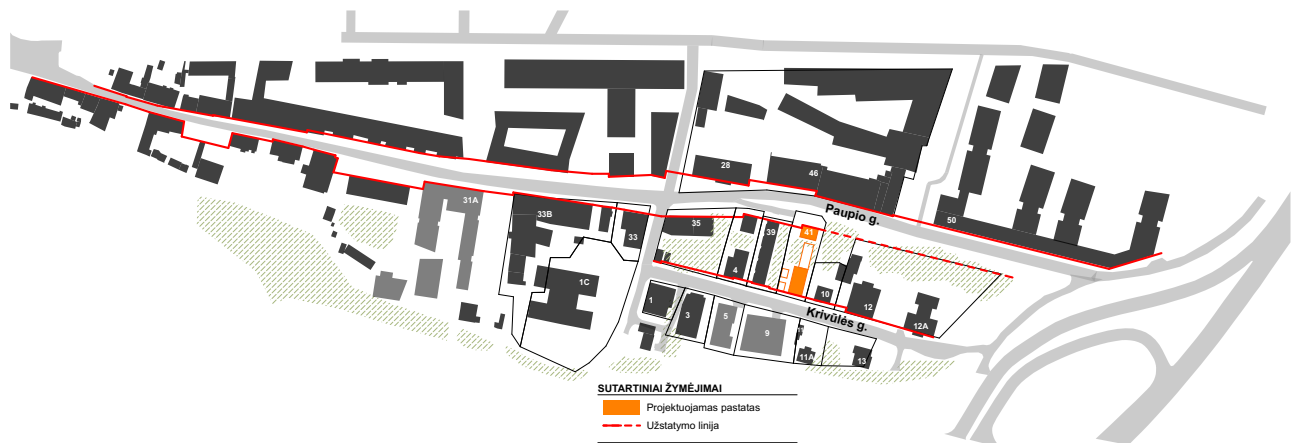 28
46
31A
33B
33
35
39
41
50
Paupio g.
1C
4
10
12
12A
1
3
5
9
Krivūlės g.
11A
13
SUTARTINIAI ŽYMĖJIMAI
Projektuojamas pastatas
Užstatymo linija